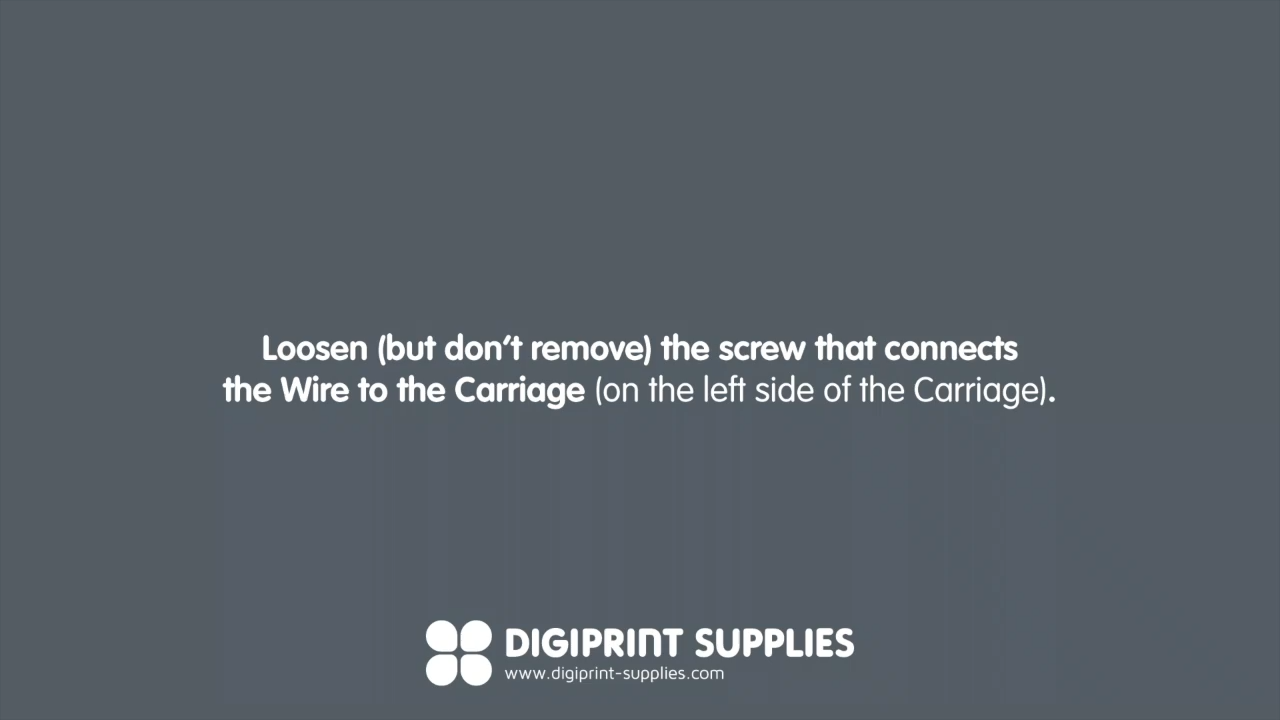 Loosen (but don't remove) the screw that connects
the Wire to the Carriage (on the left side of the Carriage).
DIGIPRINT SUPPLIES
www.digiprint-supplies.com